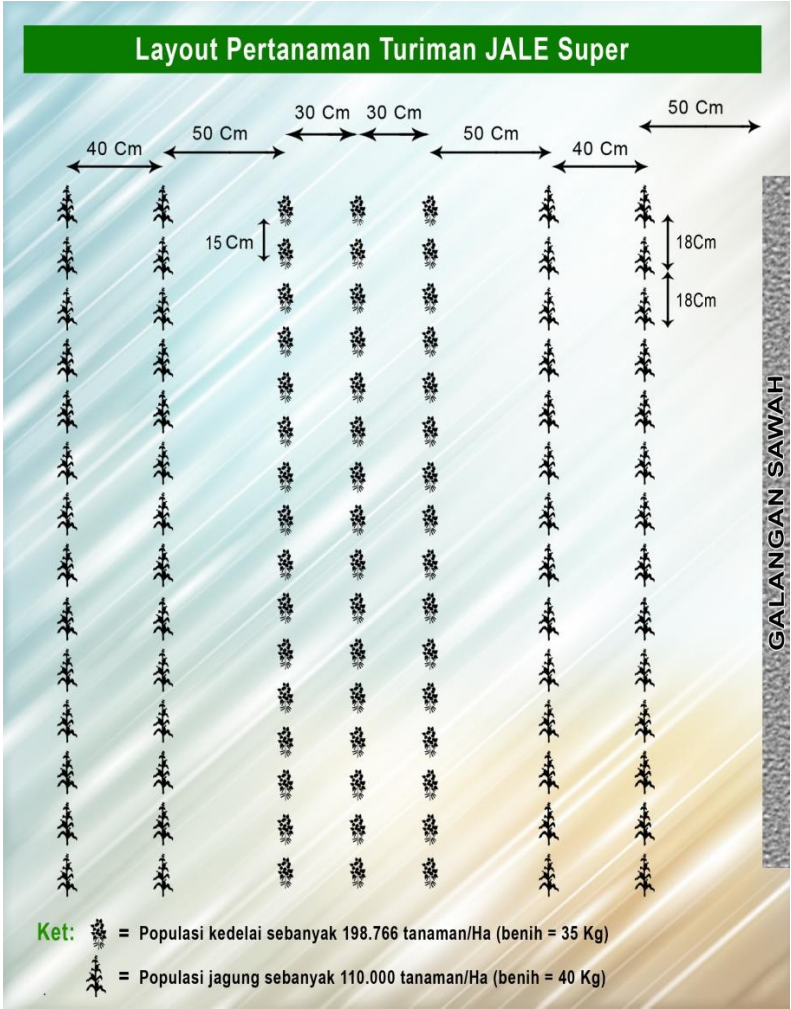 Layout Pertanaman Turiman JALE Super
30 Cm 30 Cm
50 Cm
40 Cm
50 Cm
50 Cm
40 Cm
15 Cm
18Cm
18Cm
GALANGAN SAWAH
Ket: = Populasi kedelai sebanyak 198.766 tanaman/Ha (benih = 35 Kg)
= Populasi jagung sebanyak 110.000 tanaman/Ha (benih = 40 Kg)